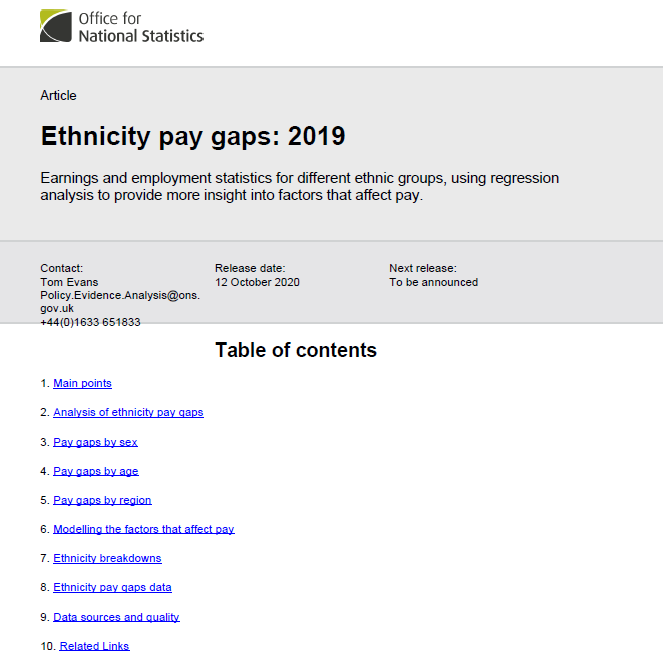 Office for
National Statistics
Article
Ethnicity pay gaps: 2019
Earnings and employment statistics for different ethnic groups, using regression
analysis to provide more insight into factors that affect pay.
Contact:
Tom Evans
Policy.Evidence.Analysis@ons.
gov.uk
+44(0)1633 651833
Release date:
12 October 2020
Next release:
To be announced
Table of contents
1. Main points
2. Analysis of ethnicity pay gaps
3. Pay gaps by sex
4. Pay gaps by age
5. Pay gaps by region
6. Modelling the factors that affect pay
7. Ethnicity breakdowns
8. Ethnicity pay gaps data
9. Data sources and quality
10. Related Links